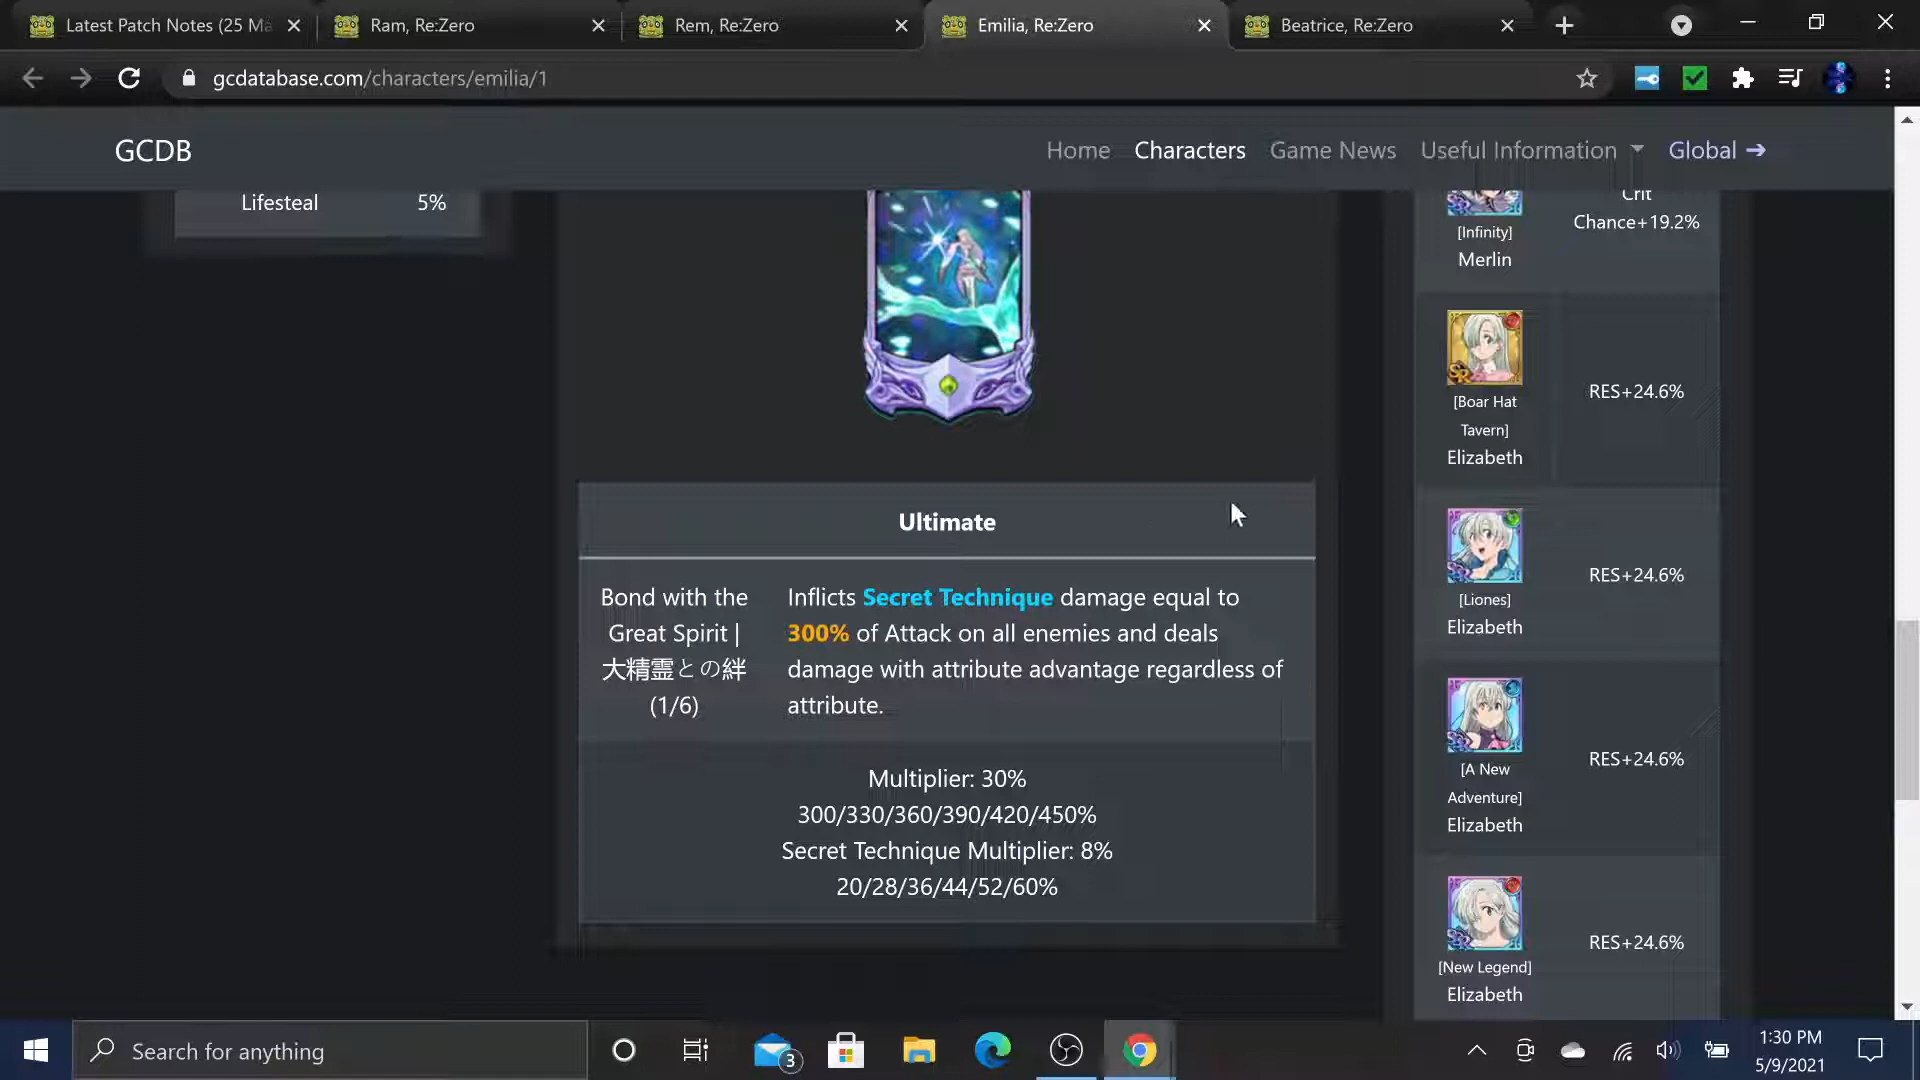 Latest Patch Notes (25 Ma
Ram, Re:Zero
Rem, Re:Zero
Emilia, Re:Zero
Beatrice, Re:Zero
gcdatabase.com/characters/emilia/1
GCDB
Home
Characters
Game News
Useful Information
Global
Lifesteal 5%
[Infinity]
Merlin
Crit
Chance+19.2%
[Boar Hat
Tavern]
Elizabeth
RES+24.6%
[Liones]
Elizabeth
RES+24.6%
[A New
Adventure]
Elizabeth
RES+24.6%
[New Legend]
Elizabeth
RES+24.6%
Ultimate
Bond with the
Great Spirit |
大精霊との絆
(1/6)
Inflicts Secret Technique damage equal to
300% of Attack on all enemies and deals
damage with attribute advantage regardless of
attribute.
Multiplier: 30%
300/330/360/390/420/450%
Secret Technique Multiplier: 8%
20/28/36/44/52/60%
Search for anything
3
1:30 PM
5/9/2021